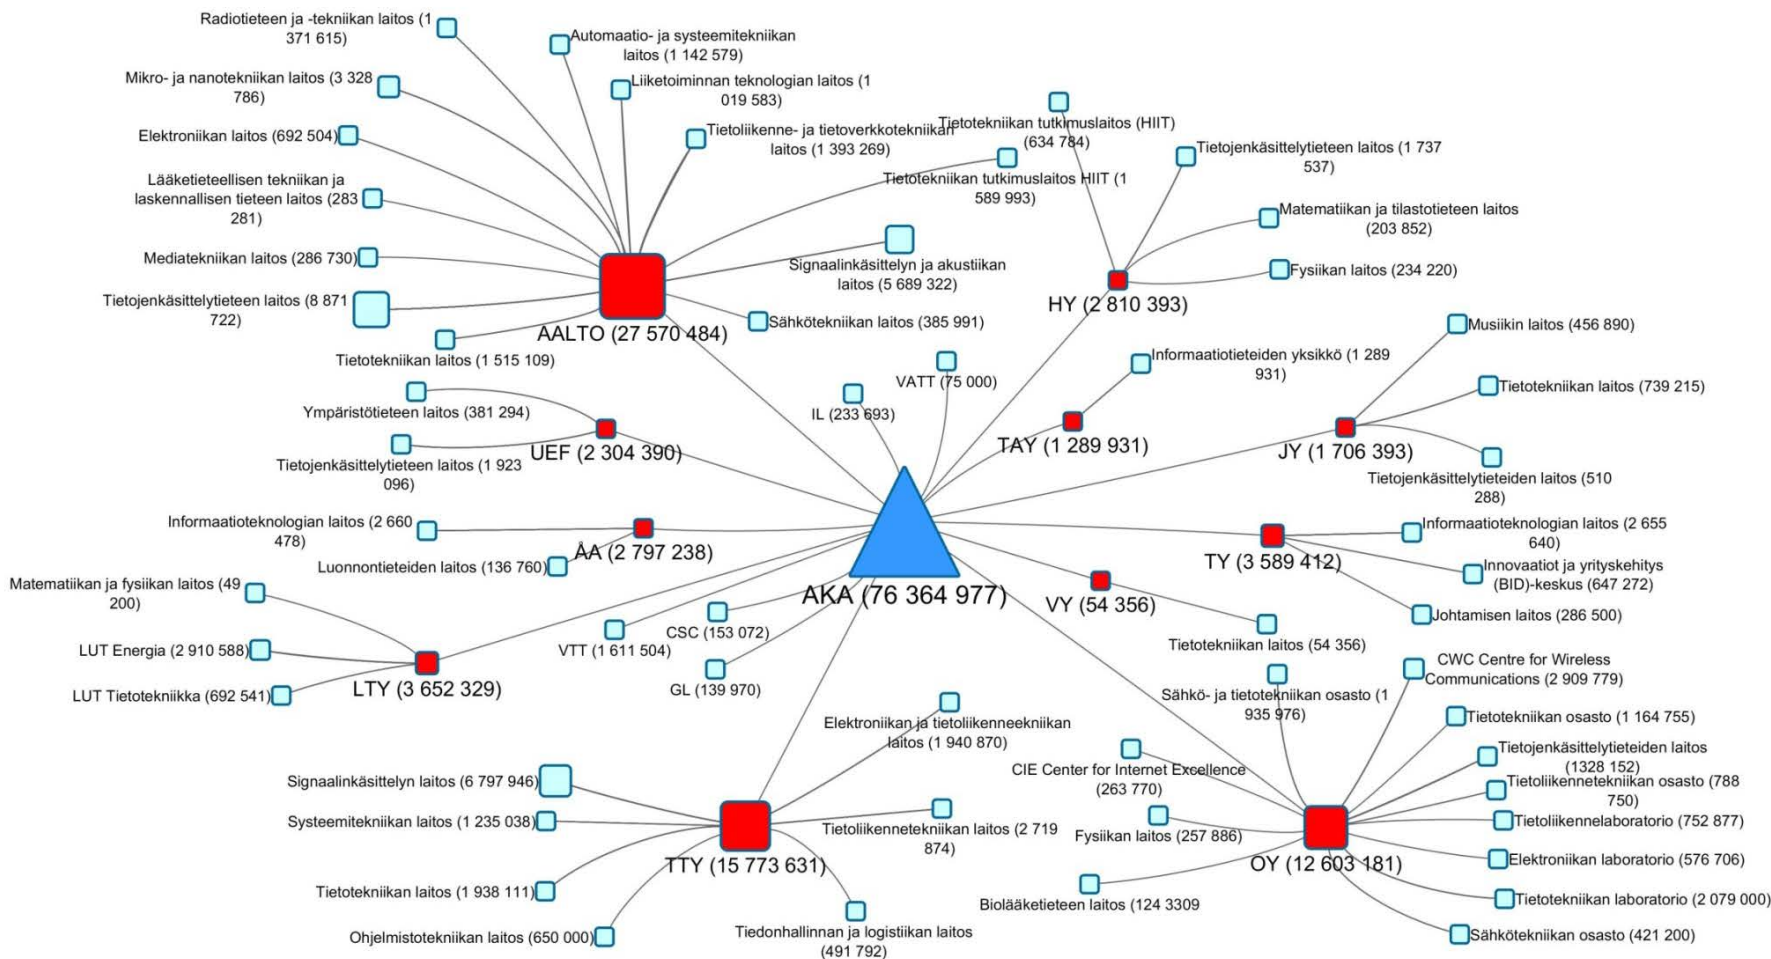 Radiotieteen ja -tekniikan laitos (1
371 615)
Automaatio- ja systeemitekniikan
laitos (1 142 579)
Mikro- ja nanotekniikan laitos (3 328
786)
Liiketoiminnan teknologian laitos (1
019 583)
Elektroniikan laitos (692 504)
Tietoliikenne- ja tietoverkkotekniikan
laitos (1 393 269)
Tietotekniikan tutkimuslaitos (HIIT)
(634 784)
Tietojenkäsittelytieteen laitos (1 737
537)
Tietotekniikan tutkimuslaitos HIIT (1
589 993)
Lääketieteellisen tekniikan ja
laskennallisen tieteen laitos (283
281)
Matematiikan ja tilastotieteen laitos
(203 852)
Mediatekniikan laitos (286 730)
Signaalinkäsittelyn ja akustiikan
laitos (5 689 322)
Fysiikan laitos (234 220)
HY (2 810 393)
Tietojenkäsittelytieteen laitos (8 871
722)
AALTO (27 570 484)
Sähkötekniikan laitos (385 991)
Musiikin laitos (456 890)
Tietotekniikan laitos (1 515 109)
Informaatiotieteiden yksikkö (1 289
931)
VATT (75 000)
Tietotekniikan laitos (739 215)
Ympäristötieteen laitos (381 294)
IL (233 693)
UEF (2 304 390)
TAY (1 289 931)
JY (1 706 393)
Tietojenkäsittelytieteen laitos (1 923
096)
Tietojenkäsittelytieteiden laitos (510
288)
Informaatioteknologian laitos (2 660
478)
ÅA (2 797 238)
Luonnontieteiden laitos (136 760)
Informaatioteknologian laitos (2 655
640)
TY (3 589 412)
Innovaatiot ja yrityskehitys
(BID)-keskus (647 272)
Johtamisen laitos (286 500)
Matematiikan ja fysiikan laitos (49
200)
AKA (76 364 977)
VY (54 356)
Tietotekniikan laitos (54 356)
CSC (153 072)
VTT (1 611 504)
LUT Energia (2 910 588)
GL (139 970)
LTY (3 652 329)
LUT Tietotekniikka (692 541)
CWC Centre for Wireless
Communications (2 909 779)
Sähkö- ja tietotekniikan osasto (1
935 976)
Elektroniikan ja tietoliikenneekniikan
laitos (1 940 870)
Tietotekniikan osasto (1 164 755)
Tietojenkäsittelytieteiden laitos
(1328 152)
CIE Center for Internet Excellence
(263 770)
Signaalinkäsittelyn laitos (6 797 946)
Tietoliikennetekniikan osasto (788
750)
Systeemitekniikan laitos (1 235 038)
Tietoliikennetekniikan laitos (2 719
874)
Fysiikan laitos (257 886)
Tietoliikennelaboratorio (752 877)
TTY (15 773 631)
OY (12 603 181)
Elektroniikan laboratorio (576 706)
Tietotekniikan laitos (1 938 111)
Biolääketieteen laitos (124 3309
Tietotekniikan laboratorio (2 079 000)
Ohjelmistotekniikan laitos (650 000)
Tiedonhallinnan ja logistiikan laitos
(491 792)
Sähkötekniikan osasto (421 200)